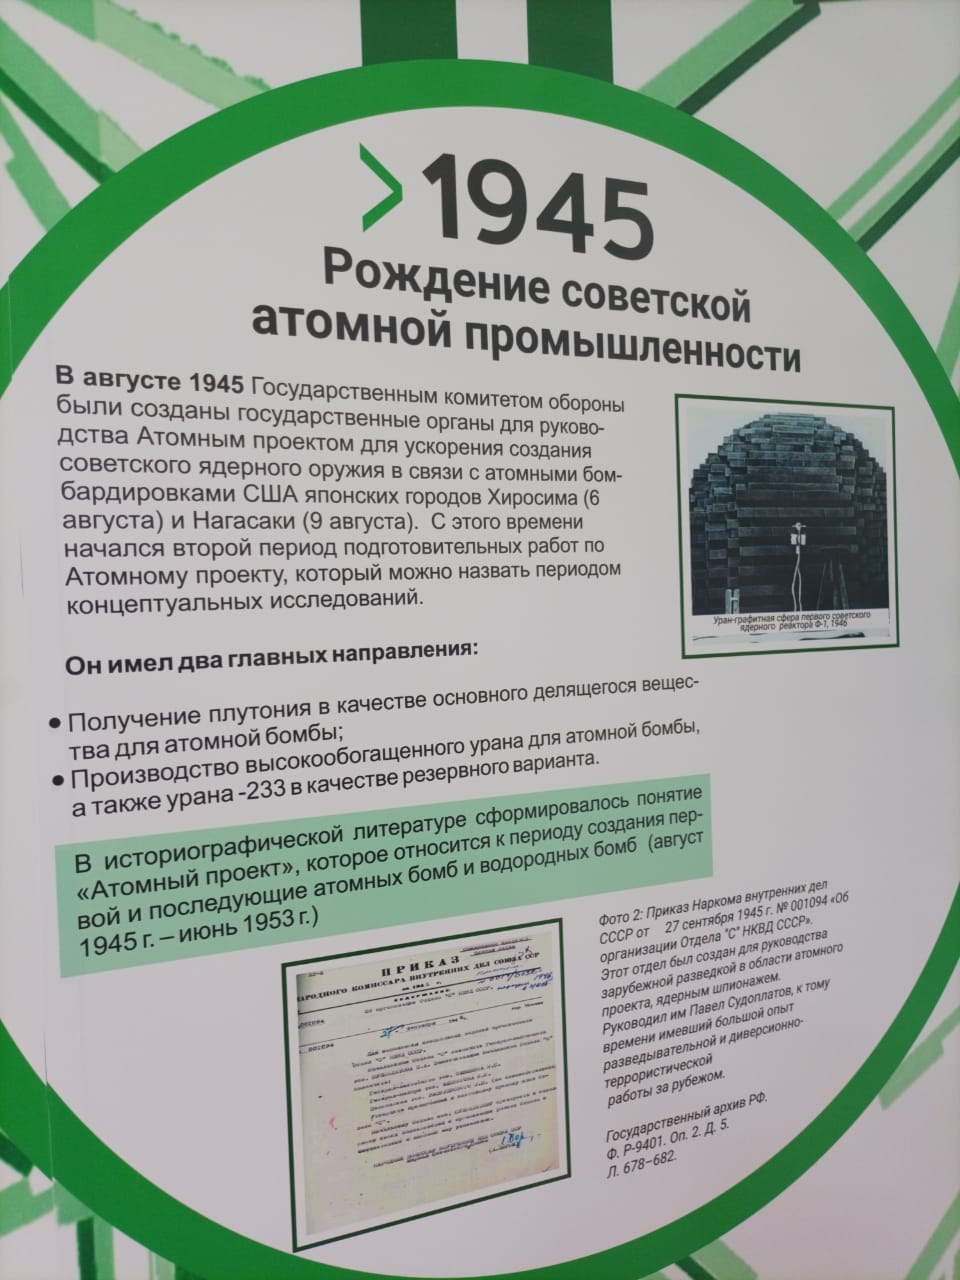 >1945
Рождение советской
атомной промышленности
В августе 1945 Государственным комитетом обороны
были созданы государственные органы для руково-
дства Атомным проектом для ускорения создания
советского ядерного оружия в связи с атомными бом-
бардировками США японских городов Хиросима (6
августа) и Нагасаки (9 августа). С этого времени
начался второй период подготовительных работ по
Атомному проекту, который можно назвать периодом
концептуальных исследований.
Уран-графитная сфера первого советского
ядерного реактора Ф-1, 1946
Он имел два главных направления:
• Получение плутония в качестве основного делящегося вещес-
тва для атомной бомбы;
• Производство высокообогащенного урана для атомной бомбы,
а также урана -233 в качестве резервного варианта.
В историографической литературе сформировалось понятие
«Атомный проект», которое относится к периоду создания пер-
вой и последующие атомных бомб и водородных бомб (август
1945 г. – июнь 1953 г.)
Фото 2: Приказ Наркома внутренних дел
СССР от 27 сентября 1945 г. № 001094 «Об
организации Отдела "С" НКВД СССР».
Этот отдел был создан для руководства
зарубежной разведкой в области атомного
проекта, ядерным шпионажем.
Руководил им Павел Судоплатов, к тому
времени имевший большой опыт
разведывательной и диверсионно-
террористической
работы за рубежом.
Государственный архив РФ.
Ф. Р-9401. Оп. 2. Д. 5.
Л. 678–682.
ПРИКАЗ
НАРОДНОГО КОМИССАРА ВНУТРЕННИХ ДЕЛ СОЮЗА ССР
СОДЕРЖАНИЕ:
001094